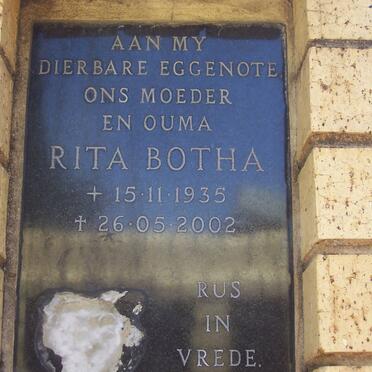 AAN MY
DIERBARE EGGENOTE
ONS MOEDER
EN OUMA
RITA BOTHA
+ 15·11·1935
✝ 26·05·2002
RUS
IN
VREDE.